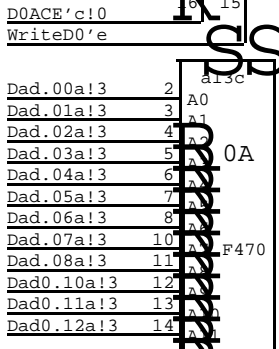 16 15
D0ACE'c!0
WriteD0'e
SS
a13c
Dad.00a!3 2 A0
Dad.01a!3 3 A1
Dad.02a!3 4
Dad.03a!3 5 0A
Dad.04a!3 6
Dad.05a!3 7
Dad.06a!3 8
Dad.07a!3 10 F470
Dad.08a!3 11
Dad0.10a!3 12
Dad0.11a!3 13
Dad0.12a!3 14